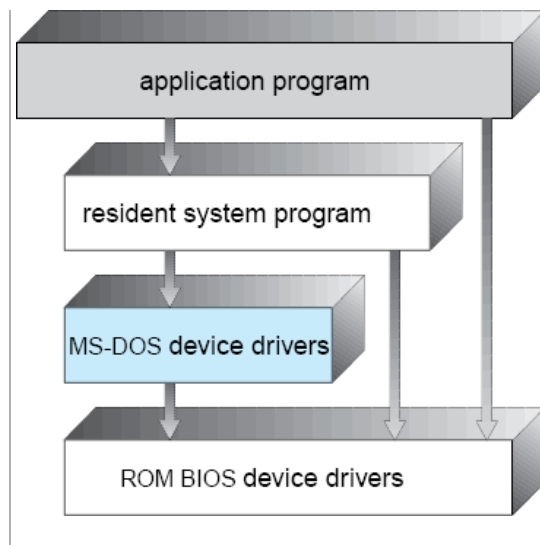 application program
resident system program
MS-DOS device drivers
ROM BIOS device drivers